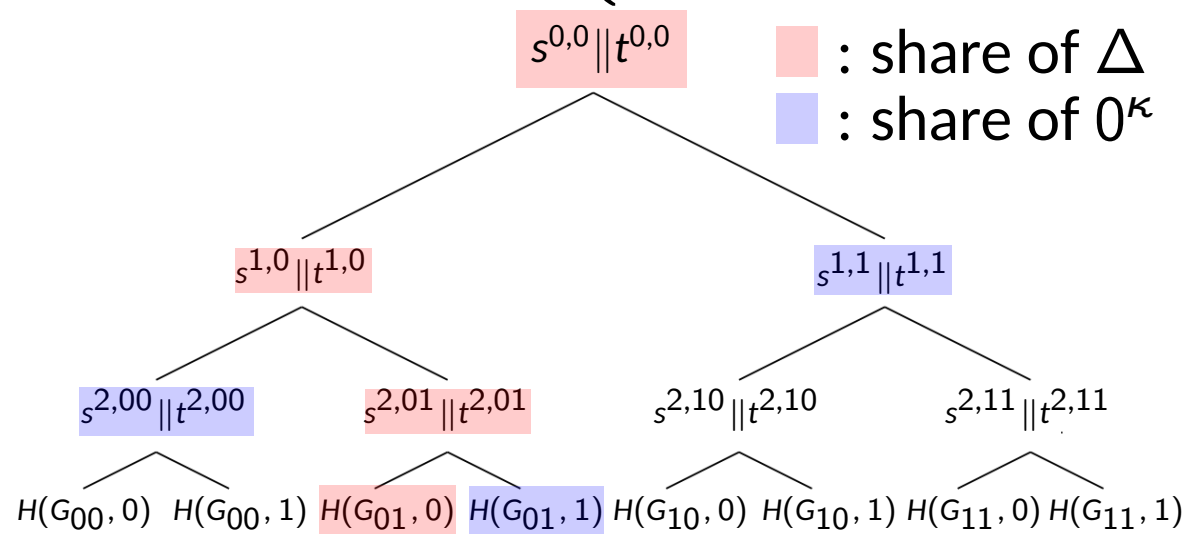 s^{0,0}||t^{0,0}
: share of Δ
: share of 0^κ
s^{1,0}||t^{1,0} s^{1,1}||t^{1,1}
s^{2,00}||t^{2,00} s^{2,01}||t^{2,01} s^{2,10}||t^{2,10} s^{2,11}||t^{2,11}
H(G_{00}, 0) H(G_{00}, 1) H(G_{01}, 0) H(G_{01}, 1) H(G_{10}, 0) H(G_{10}, 1) H(G_{11}, 0) H(G_{11}, 1)